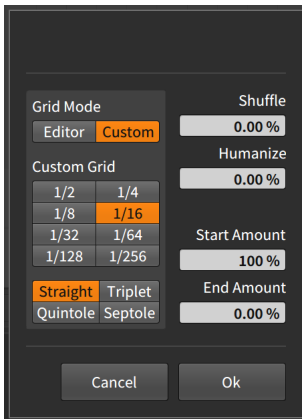 Grid Mode
Editor Custom
Custom Grid
1/2 1/4
1/8 1/16
1/32 1/64
1/128 1/256
Straight Triplet
Quintole Septole
Shuffle
0.00 %
Humanize
0.00 %
Start Amount
100 %
End Amount
0.00 %
Cancel Ok